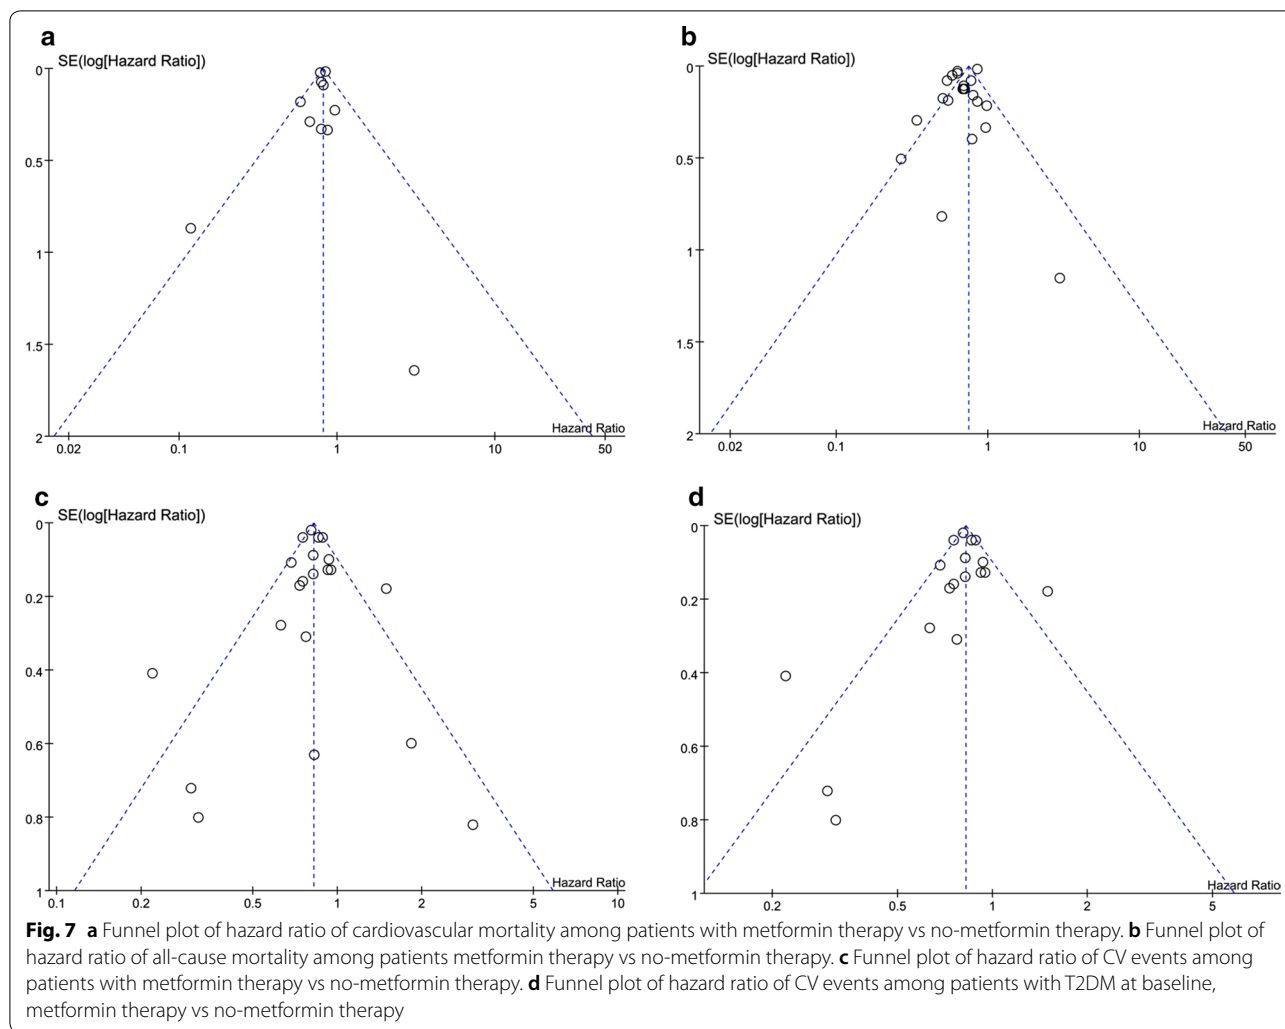 a
SE(log[Hazard Ratio])
0
0.5
1
1.5
2
Hazard Ratio
0.02
0.1
1
10
50
b
SE(log[Hazard Ratio])
0
0.5
1
1.5
2
Hazard Ratio
0.02
0.1
1
10
50
c
SE(log[Hazard Ratio])
0
0.2
0.4
0.6
0.8
1
Hazard Ratio
0.1
0.2
0.5
1
2
5
10
d
SE(log[Hazard Ratio])
0
0.2
0.4
0.6
0.8
1
Hazard Ratio
0.2
0.5
1
2
5
Fig. 7 a Funnel plot of hazard ratio of cardiovascular mortality among patients with metformin therapy vs no-metformin therapy. b Funnel plot of
hazard ratio of all-cause mortality among patients metformin therapy vs no-metformin therapy. c Funnel plot of hazard ratio of CV events among
patients with metformin therapy vs no-metformin therapy. d Funnel plot of hazard ratio of CV events among patients with T2DM at baseline,
metformin therapy vs no-metformin therapy